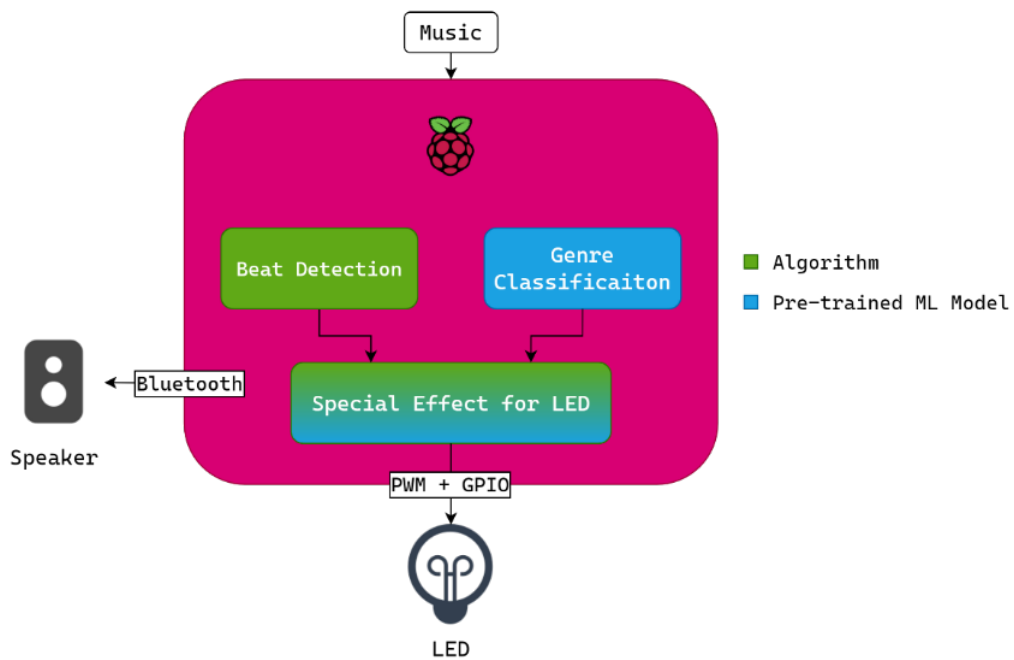 Music
Beat Detection
Genre
Classificaiton
Algorithm
Pre-trained ML Model
Bluetooth
Special Effect for LED
Speaker
PWM + GPIO
LED